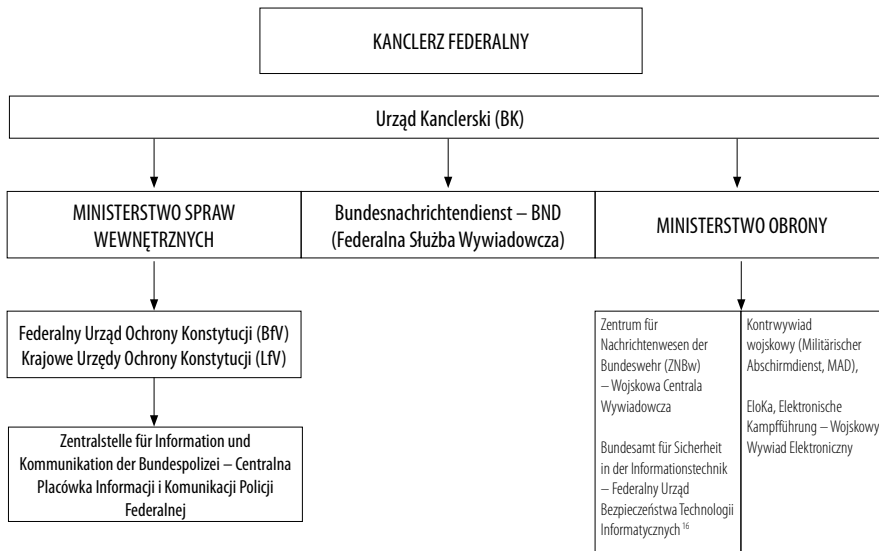 KANCLERZ FEDERALNY
Urząd Kanclerski (BK)
MINISTERSTWO SPRAW
WEWNĘTRZNYCH
Bundesnachrichtendienst – BND
(Federalna Służba Wywiadowcza)
MINISTERSTWO OBRONY
Federalny Urząd Ochrony Konstytucji (BfV)
Krajowe Urzędy Ochrony Konstytucji (LfV)
Zentralstelle für Information und
Kommunikation der Bundespolizei – Centralna
Placówka Informacji i Komunikacji Policji
Federalnej
Zentrum für
Nachrichtenwesen der
Bundeswehr (ZNBw)
– Wojskowa Centrala
Wywiadowcza
Bundesamt für Sicherheit
in der Informationstechnik
– Federalny Urząd
Bezpieczeństwa Technologii
Informatycznych 16
Kontrwywiad
wojskowy (Militärischer
Abschirmdienst, MAD),
EloKa, Elektronische
Kampfführung – Wojskowy
Wywiad Elektroniczny